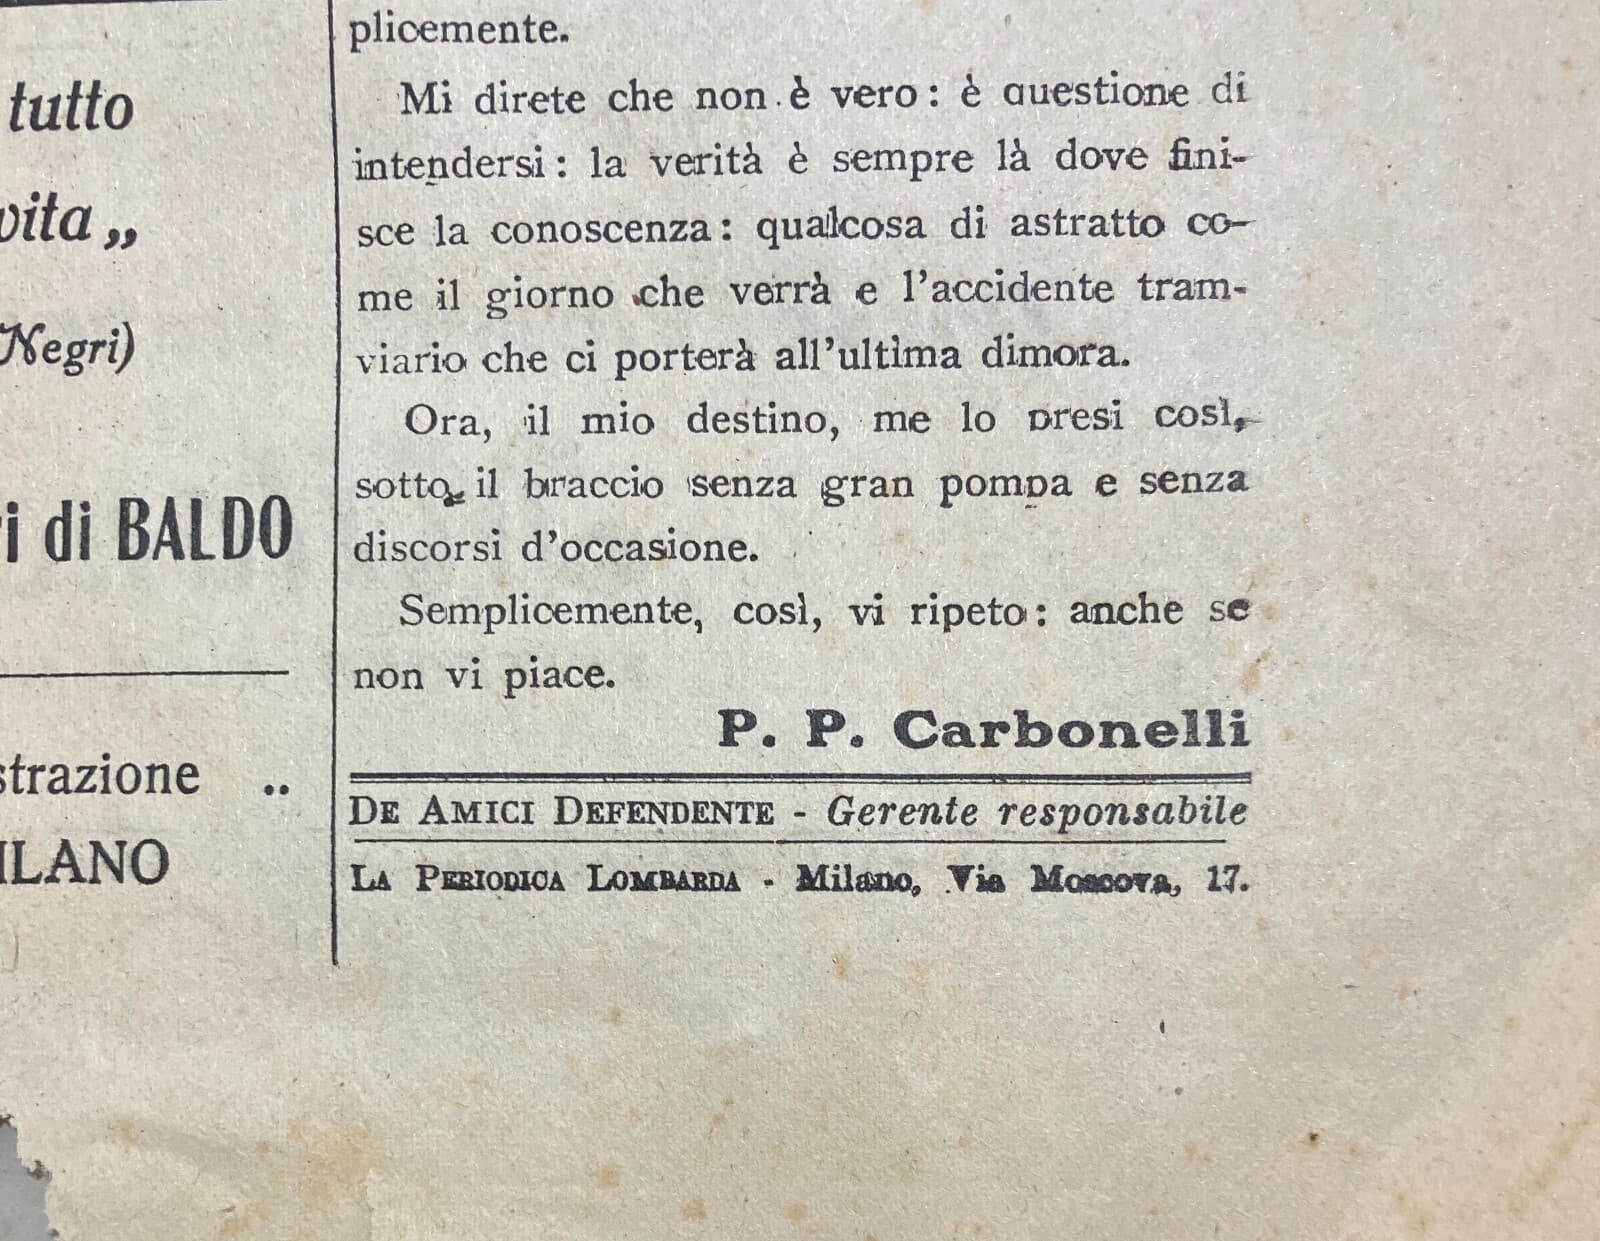 tutto
vita „
Negri)
di BALDO
strazione ..
MILANO
plicemente.
Mi direte che non è vero: è questione di
intendersi: la verità è sempre là dove fini-
sce la conoscenza: qualcosa di astratto co-
me il giorno che verrà e l'accidente tram-
viario che ci porterà all'ultima dimora.
Ora, il mio destino, me lo presi così,
sotto il braccio senza gran pompa e senza
discorsi d'occasione.
Semplicemente, così, vi ripeto: anche se
non vi piace.
P. P. Carbonelli
DE AMICI DEFENDENTE - Gerente responsabile
LA PERIODICA LOMBARDA - Milano, Via Moscova, 17.